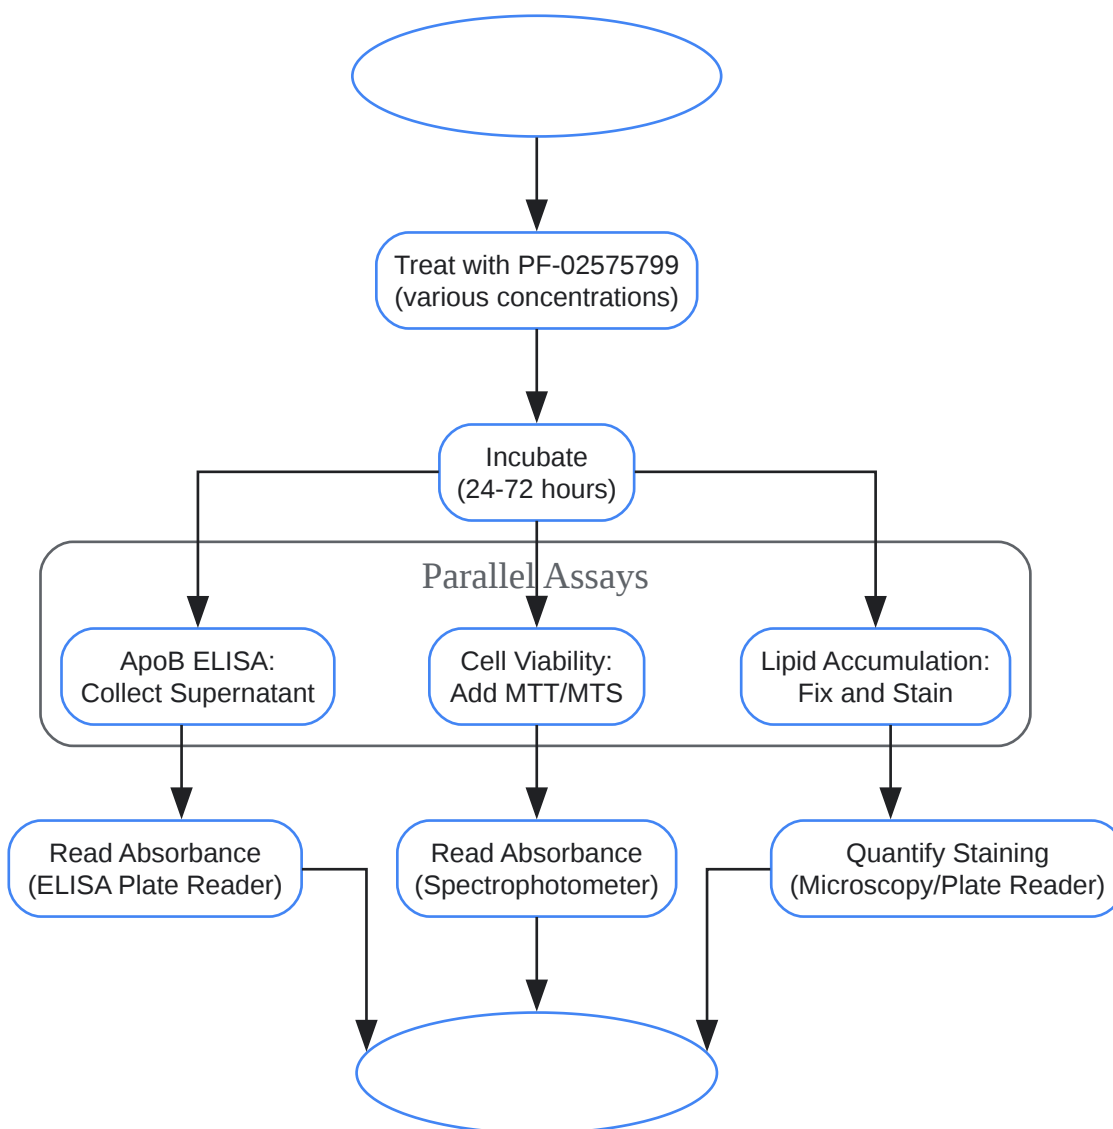 Treat with PF-02575799
(various concentrations)
Incubate
(24-72 hours)
Parallel Assays
ApoB ELISA:
Collect Supernatant
Cell Viability:
Add MTT/MTS
Lipid Accumulation:
Fix and Stain
Read Absorbance
(ELISA Plate Reader)
Read Absorbance
(Spectrophotometer)
Quantify Staining
(Microscopy/Plate Reader)